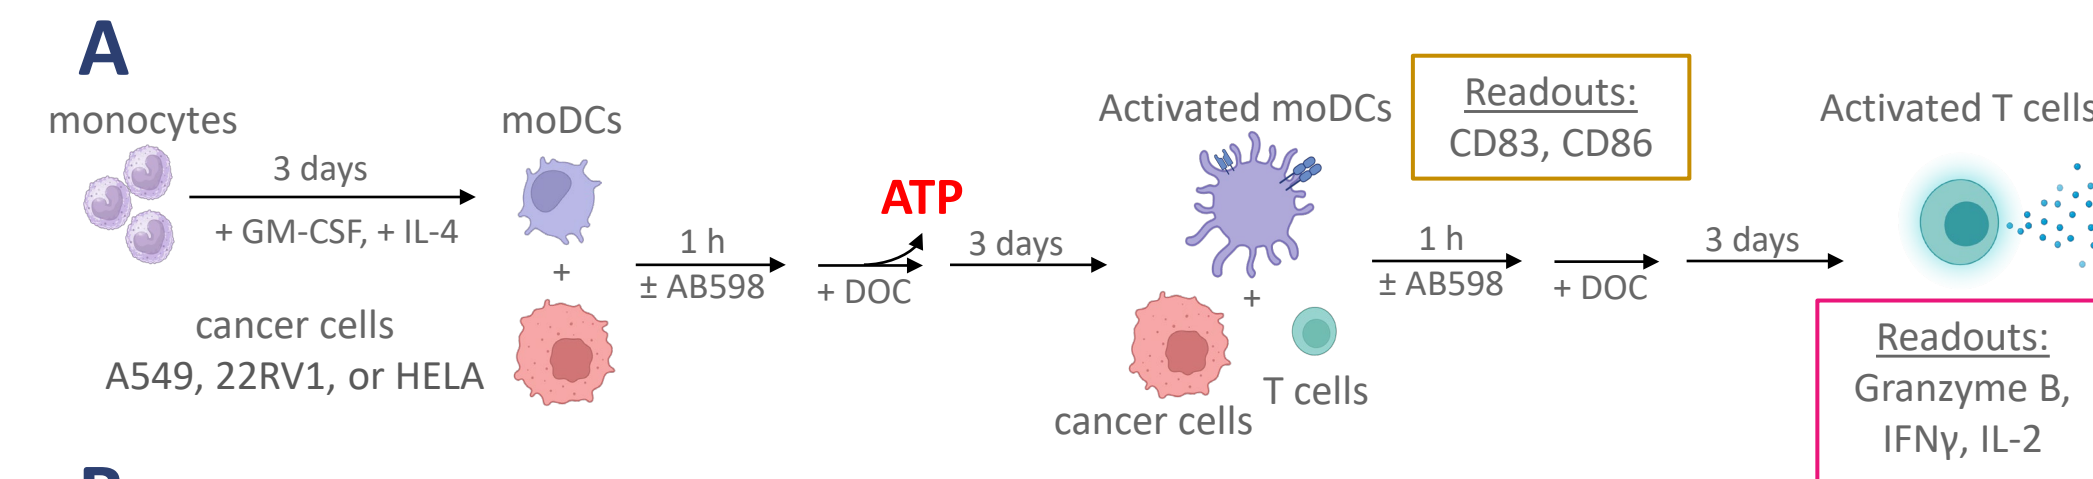 A
monocytes
3 days
+ GM-CSF, + IL-4
moDCs
+
cancer cells
A549, 22RV1, or HELA
1 h
± AB598
ATP
+ DOC
3 days
Activated moDCs
+
cancer cells
T cells
Readouts:
CD83, CD86
1 h
± AB598
+ DOC
3 days
Activated T cells
Readouts:
Granzyme B,
IFNγ, IL-2